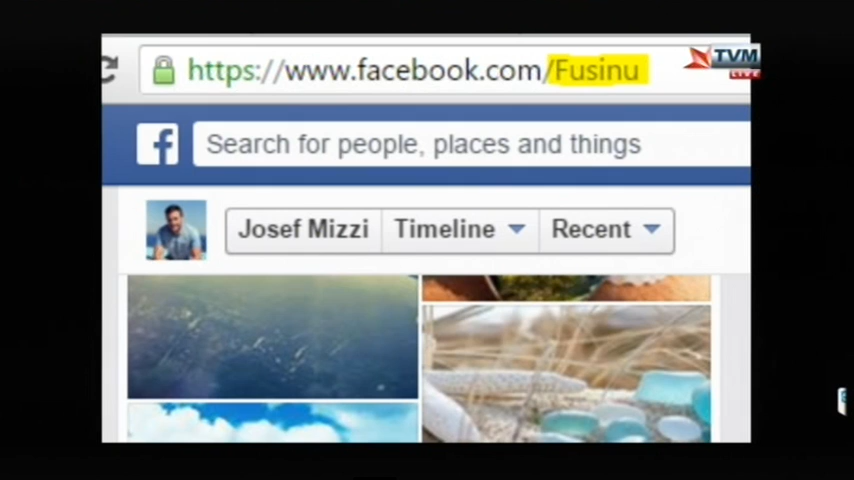 https://www.facebook.com/Fusinu
TVM
LIVE
Search for people, places and things
Josef Mizzi Timeline Recent